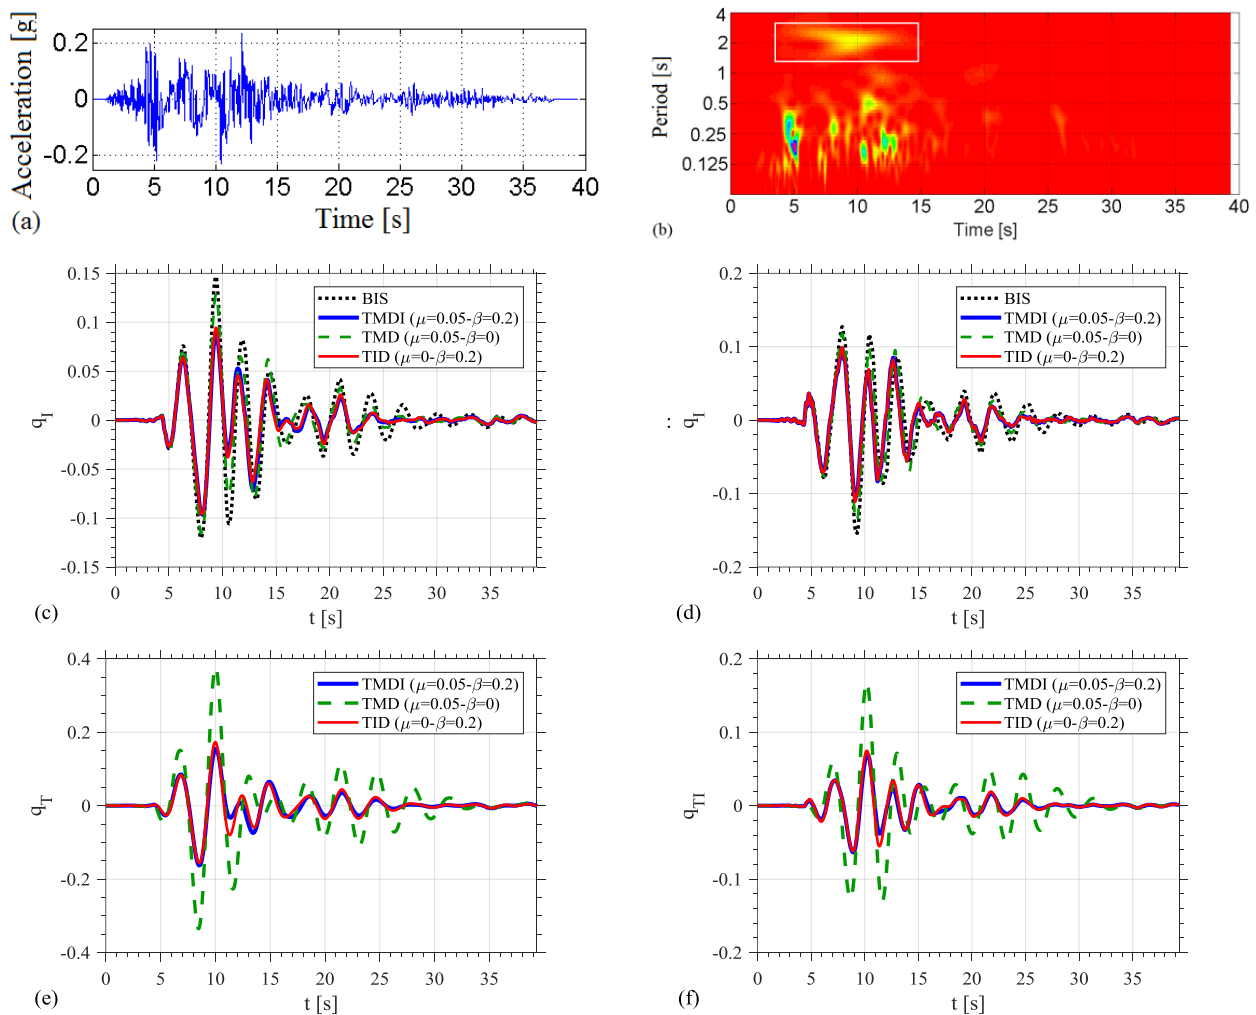 Acceleration [g]
0.2
0
-0.2
0 5 10 15 20 25 30 35 40
Time [s]
(a)
Period [s]
4
2
1
0.5
0.25
0.125
0 5 10 15 20 25 30 35 40
Time [s]
(b)
0.15
0.1
0.05
0
-0.05
-0.1
-0.15
q_I
BIS
TMDI (μ=0.05-β=0.2)
TMD (μ=0.05-β=0)
TID (μ=0-β=0.2)
0 5 10 15 20 25 30 35
t [s]
(c)
0.2
0.1
0
-0.1
-0.2
q̈_I
BIS
TMDI (μ=0.05-β=0.2)
TMD (μ=0.05-β=0)
TID (μ=0-β=0.2)
0 5 10 15 20 25 30 35
t [s]
(d)
0.4
0.2
0
-0.2
-0.4
q_T
TMDI (μ=0.05-β=0.2)
TMD (μ=0.05-β=0)
TID (μ=0-β=0.2)
0 5 10 15 20 25 30 35
t [s]
(e)
0.2
0.1
0
-0.1
-0.2
q_TI
TMDI (μ=0.05-β=0.2)
TMD (μ=0.05-β=0)
TID (μ=0-β=0.2)
0 5 10 15 20 25 30 35
t [s]
(f)